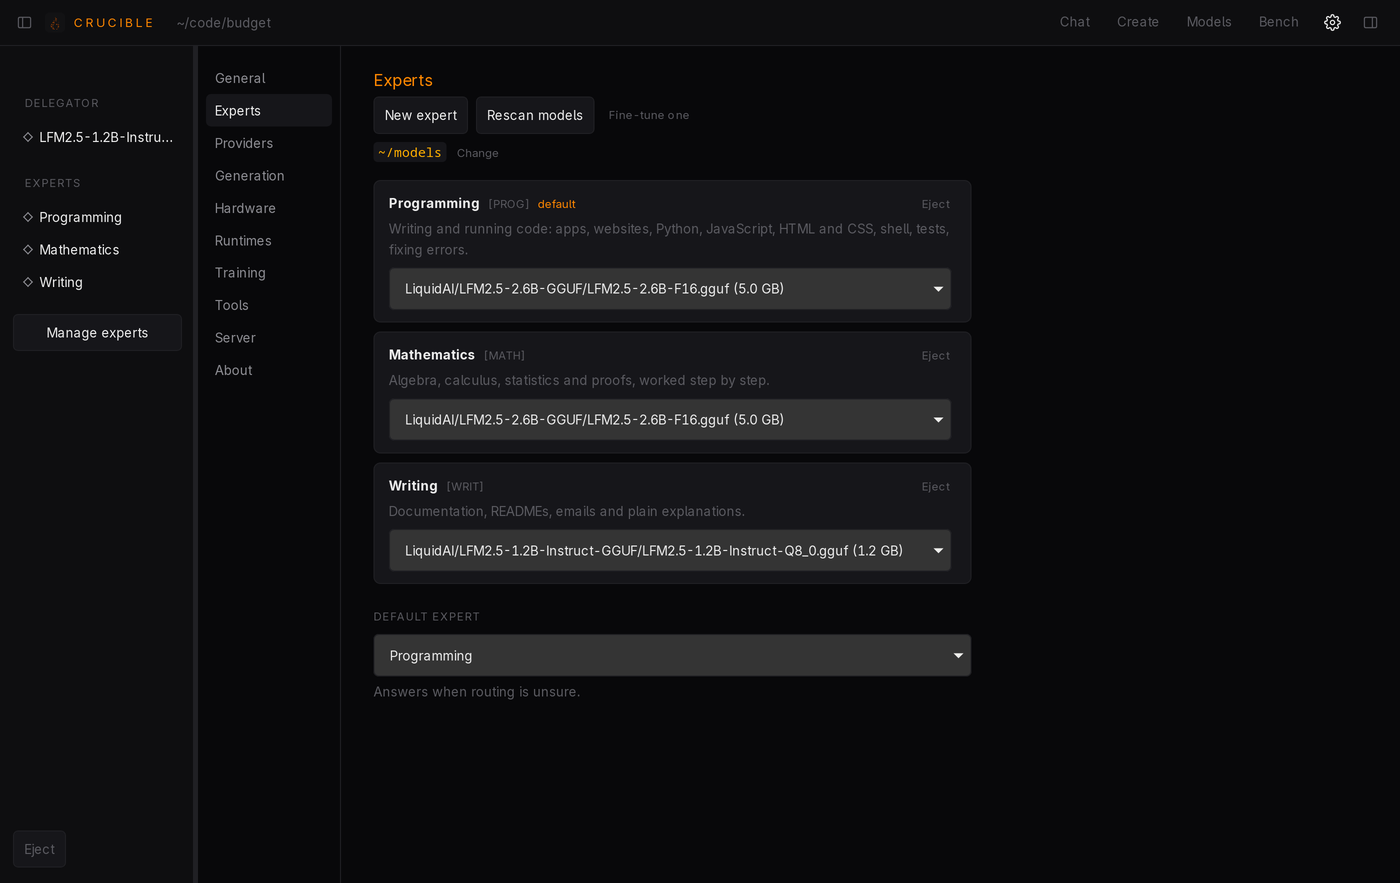 CRUCIBLE ~/code/budget Chat Create Models Bench
DELEGATOR
LFM2.5-1.2B-Instru...
EXPERTS
Programming
Mathematics
Writing
Manage experts
Eject
General
Experts
Providers
Generation
Hardware
Runtimes
Training
Tools
Server
About
Experts
New expert Rescan models Fine-tune one
~/models Change
Programming [PROG] default Eject
Writing and running code: apps, websites, Python, JavaScript, HTML and CSS, shell, tests,
fixing errors.
LiquidAI/LFM2.5-2.6B-GGUF/LFM2.5-2.6B-F16.gguf (5.0 GB)
Mathematics [MATH] Eject
Algebra, calculus, statistics and proofs, worked step by step.
LiquidAI/LFM2.5-2.6B-GGUF/LFM2.5-2.6B-F16.gguf (5.0 GB)
Writing [WRIT] Eject
Documentation, READMEs, emails and plain explanations.
LiquidAI/LFM2.5-1.2B-Instruct-GGUF/LFM2.5-1.2B-Instruct-Q8_0.gguf (1.2 GB)
DEFAULT EXPERT
Programming
Answers when routing is unsure.